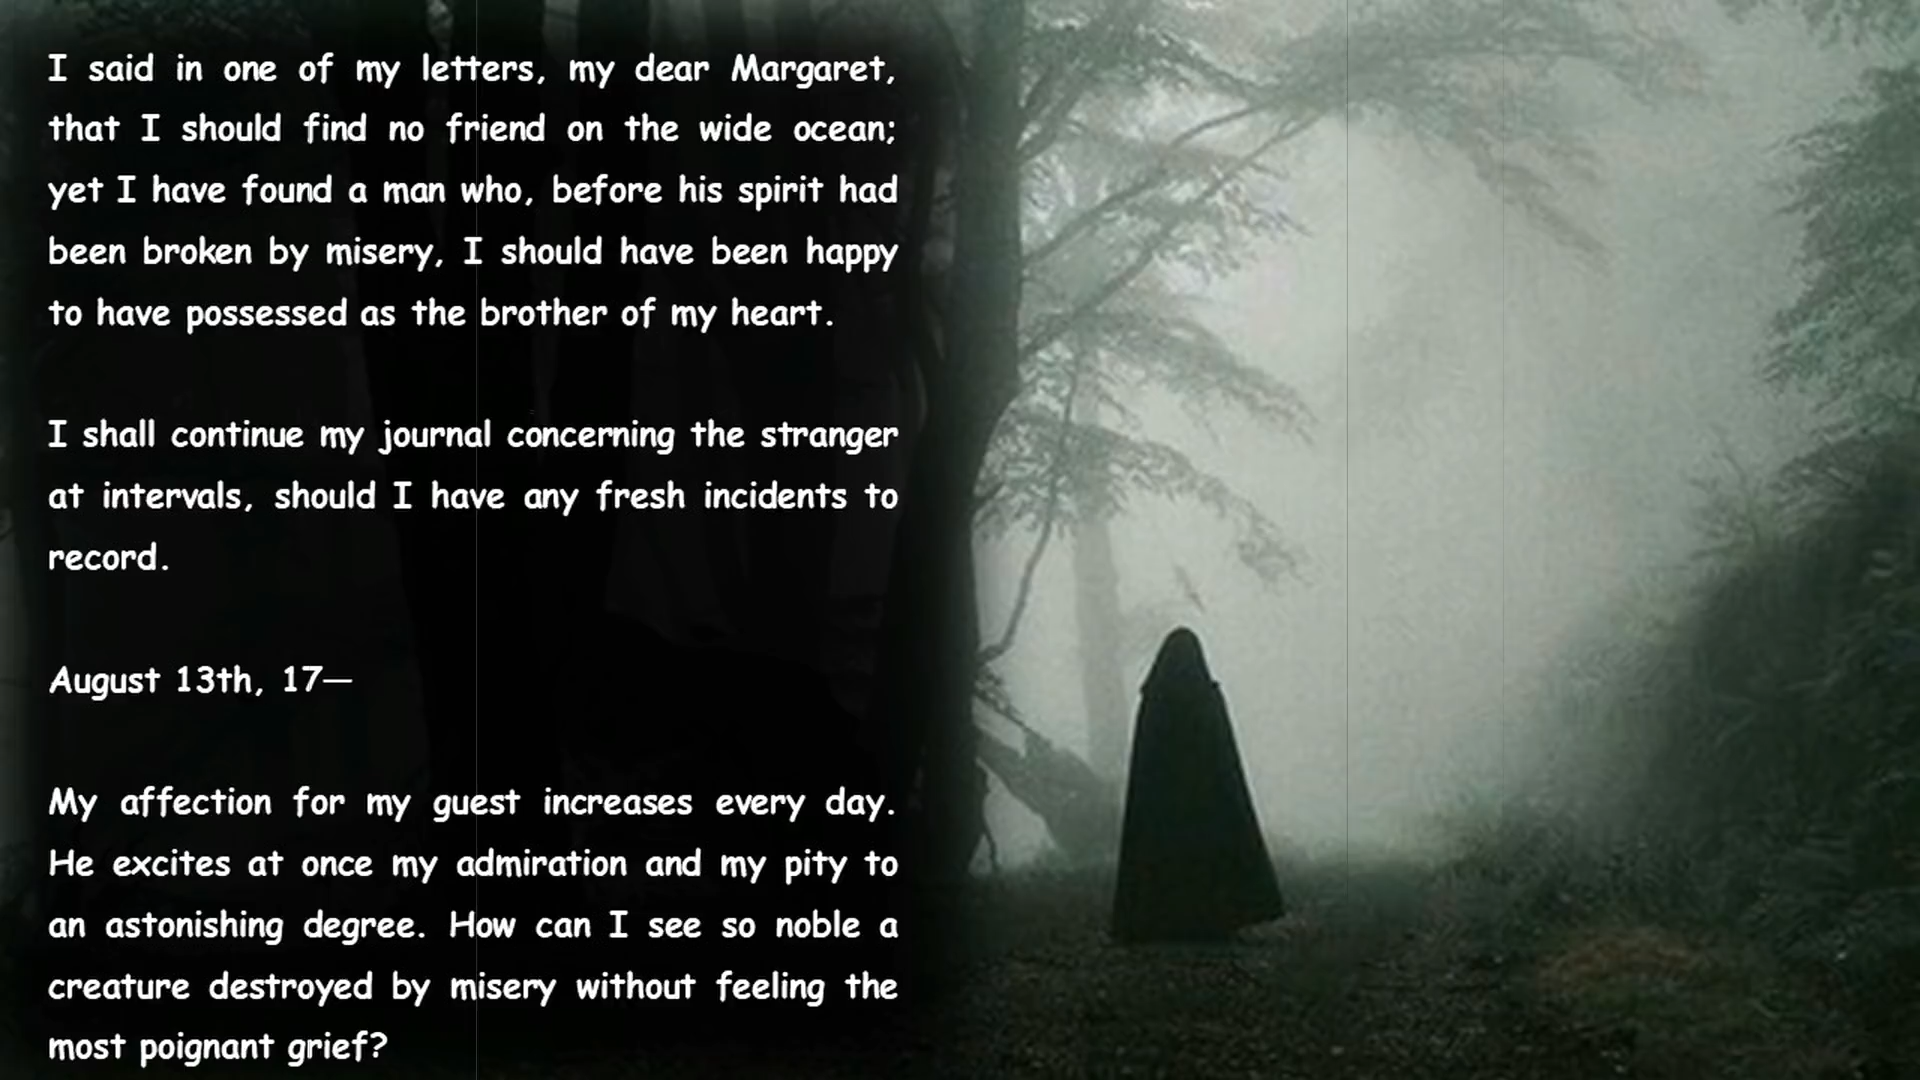 I said in one of my letters, my dear Margaret,
that I should find no friend on the wide ocean;
yet I have found a man who, before his spirit had
been broken by misery, I should have been happy
to have possessed as the brother of my heart.
I shall continue my journal concerning the stranger
at intervals, should I have any fresh incidents to
record.
August 13th, 17—
My affection for my guest increases every day.
He excites at once my admiration and my pity to
an astonishing degree. How can I see so noble a
creature destroyed by misery without feeling the
most poignant grief?